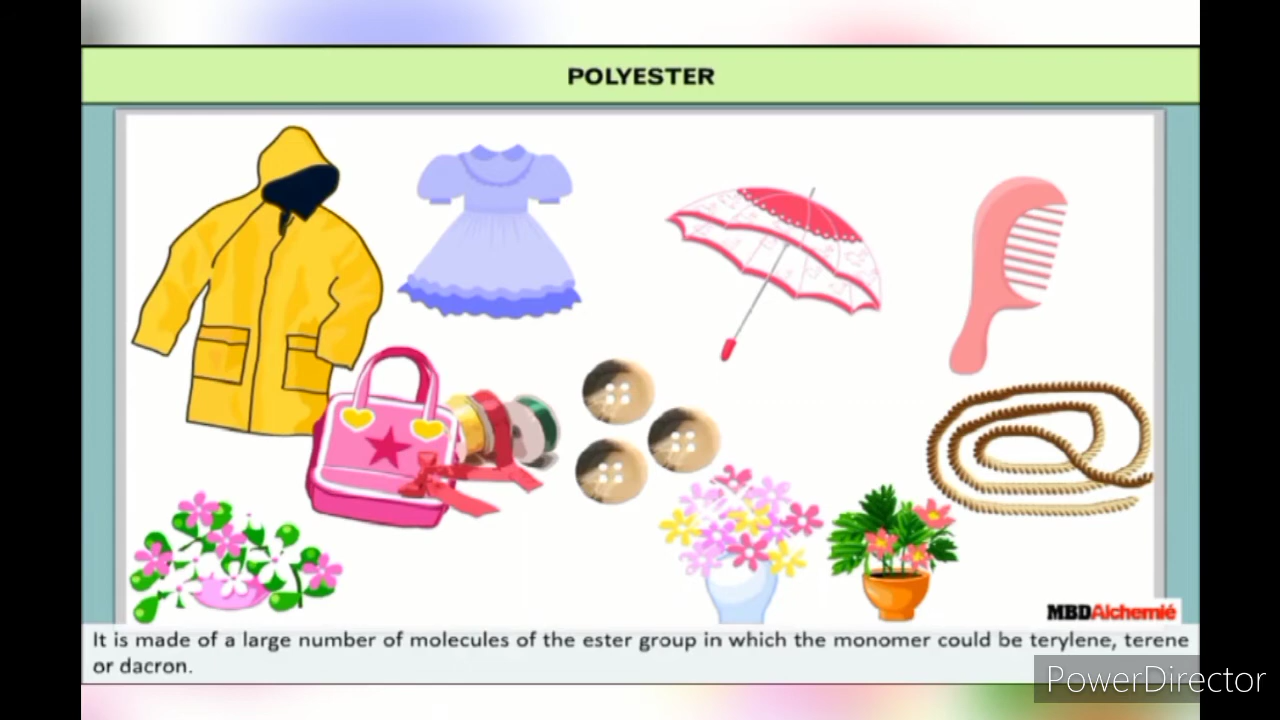 POLYESTER
MBDAlchemié
It is made of a large number of molecules of the ester group in which the monomer could be terylene, terene
or dacron.
PowerDirector